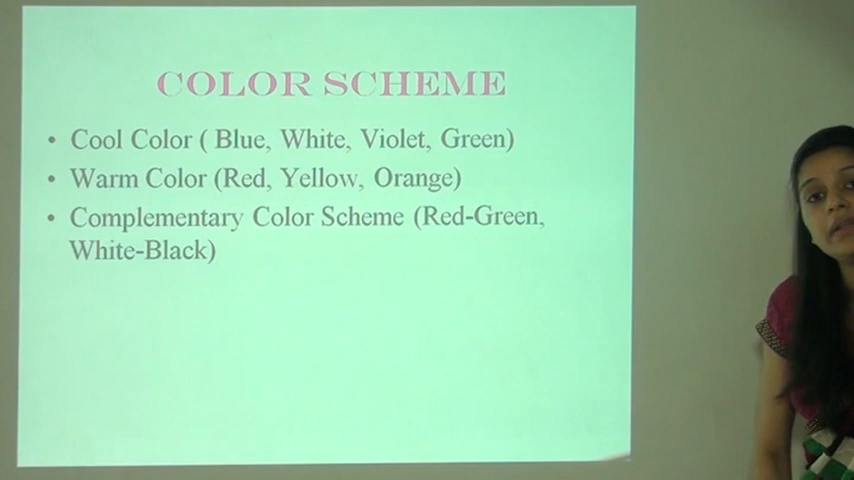 COLOR SCHEME
• Cool Color ( Blue, White, Violet, Green)
• Warm Color (Red, Yellow, Orange)
• Complementary Color Scheme (Red-Green,
White-Black)